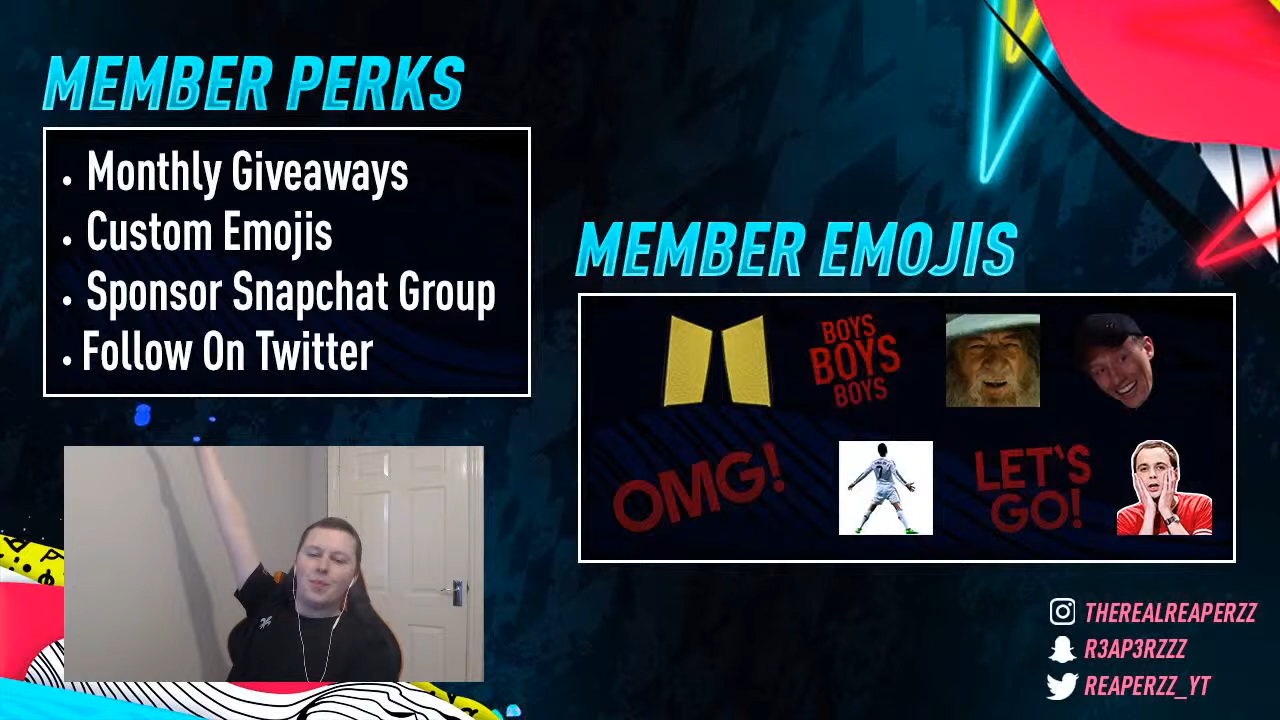 MEMBER PERKS
• Monthly Giveaways
• Custom Emojis
• Sponsor Snapchat Group
• Follow On Twitter
MEMBER EMOJIS
BOYS
BOYS
BOYS
OMG!
7
LET'S
GO!
THEREALREAPERZZ
R3AP3RZZZ
REAPERZZ_YT